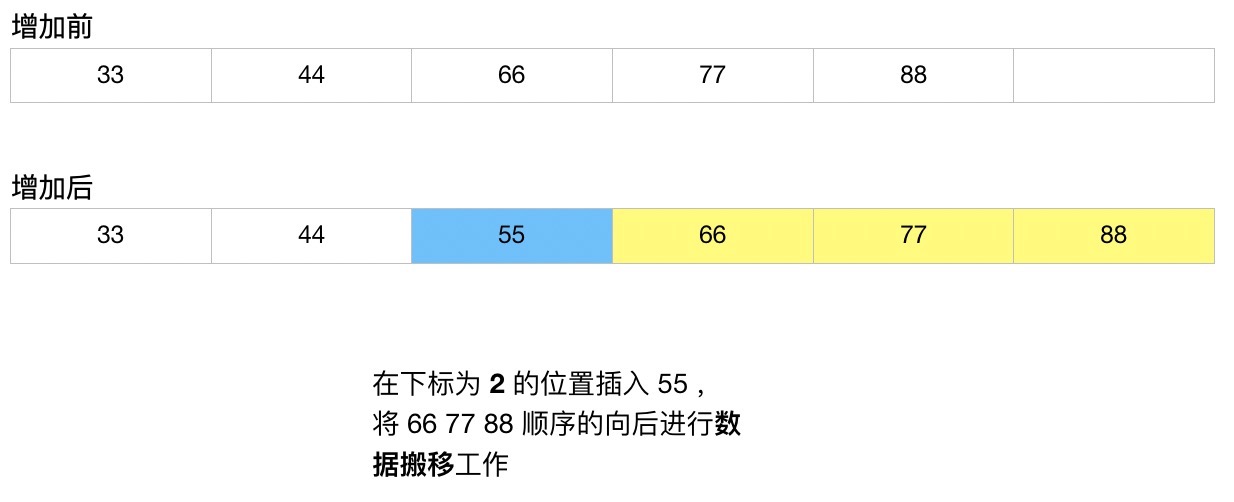 增加前
33 44 66 77 88
增加后
33 44 55 66 77 88
在下标为 2 的位置插入 55 ，
将 66 77 88 顺序的向后进行数
据搬移工作